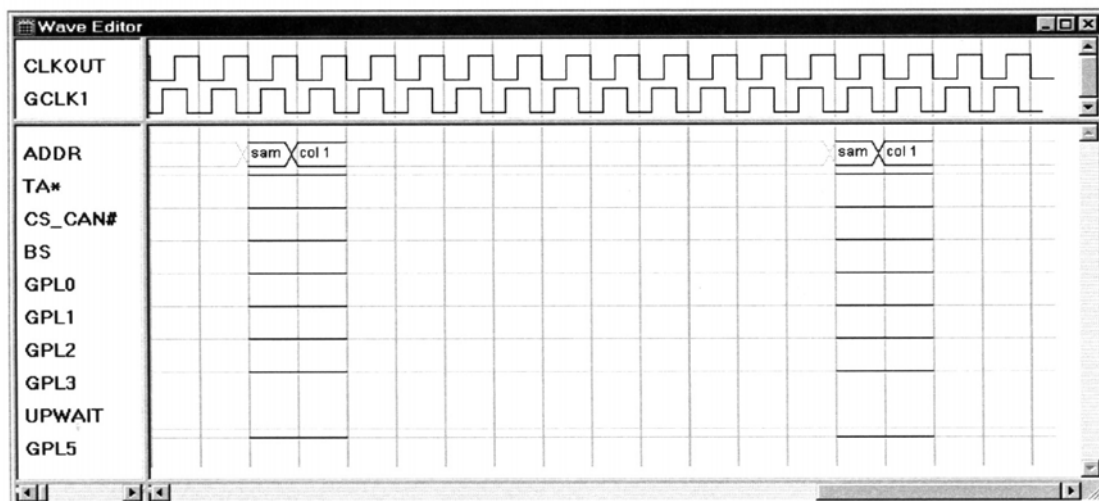 Wave Editor
CLKOUT
GCLK1
ADDR
sam col 1 sam col 1
TA*
CS_CAN#
BS
GPL0
GPL1
GPL2
GPL3
UPWAIT
GPL5